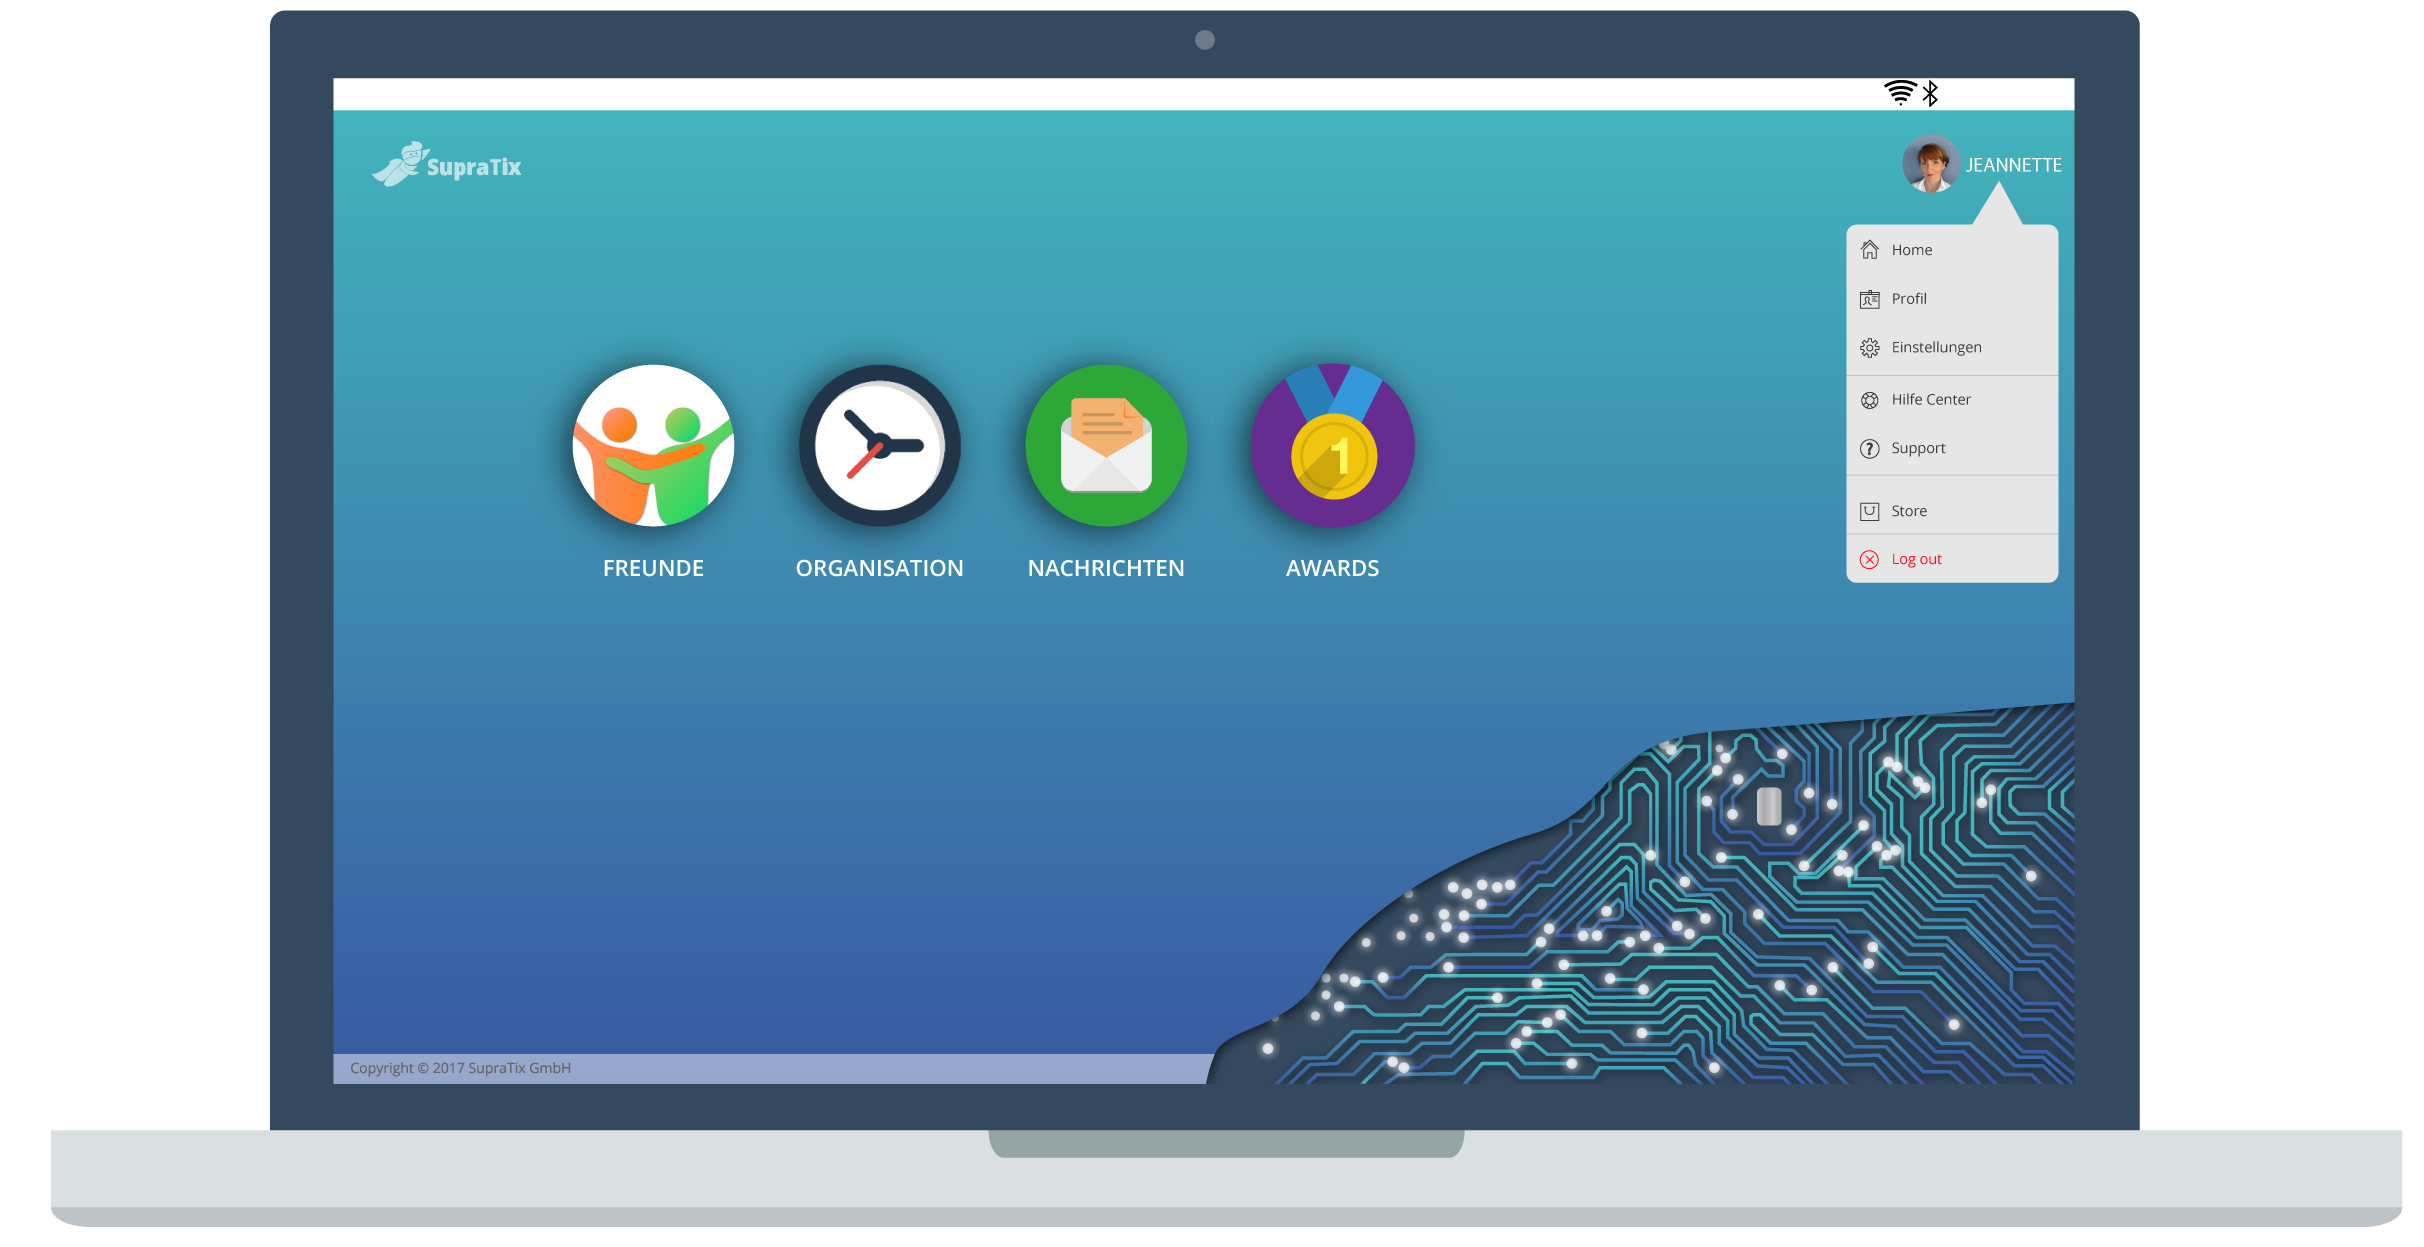 SupraTix
JEANNETTE
Home
Profil
Einstellungen
Hilfe Center
Support
Store
Log out
1
FREUNDE
ORGANISATION
NACHRICHTEN
AWARDS
Copyright © 2017 SupraTix GmbH